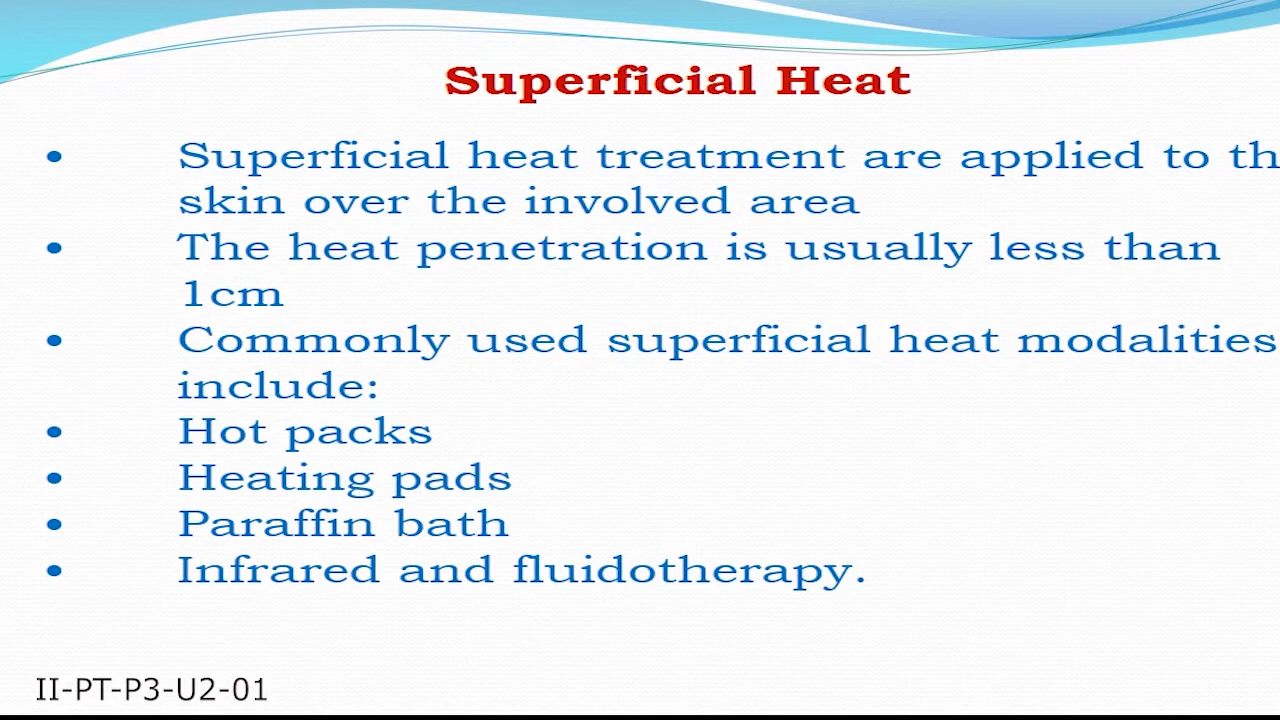 Superficial Heat
• Superficial heat treatment are applied to th
skin over the involved area
• The heat penetration is usually less than
1cm
• Commonly used superficial heat modalities
include:
• Hot packs
• Heating pads
• Paraffin bath
• Infrared and fluidotherapy.
II-PT-P3-U2-01